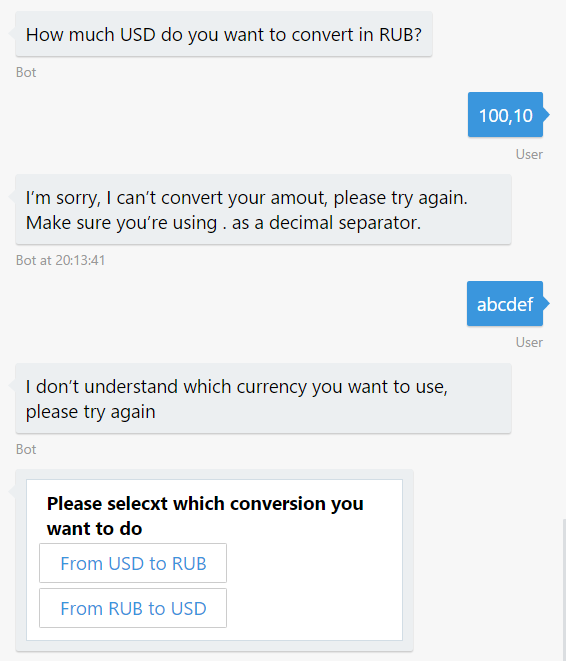 How much USD do you want to convert in RUB?
Bot
100,10
User
I’m sorry, I can’t convert your amout, please try again.
Make sure you’re using . as a decimal separator.
Bot at 20:13:41
abcdef
User
I don’t understand which currency you want to use,
please try again
Bot
Please selecxt which conversion you
want to do
From USD to RUB
From RUB to USD